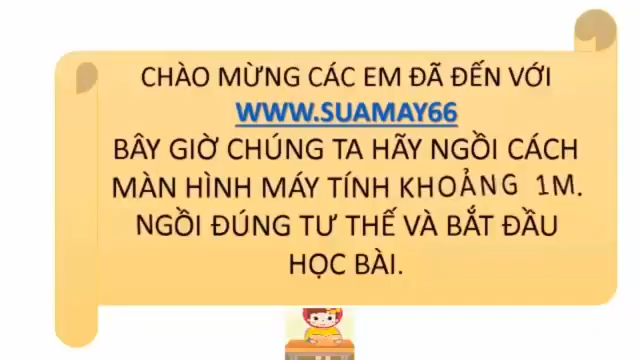 CHÀO MỪNG CÁC EM ĐÃ ĐẾN VỚI
WWW.SUAMAY66
BÂY GIỜ CHÚNG TA HÃY NGỒI CÁCH
MÀN HÌNH MÁY TÍNH KHOẢNG 1M.
NGỒI ĐÚNG TƯ THẾ VÀ BẮT ĐẦU
HỌC BÀI.